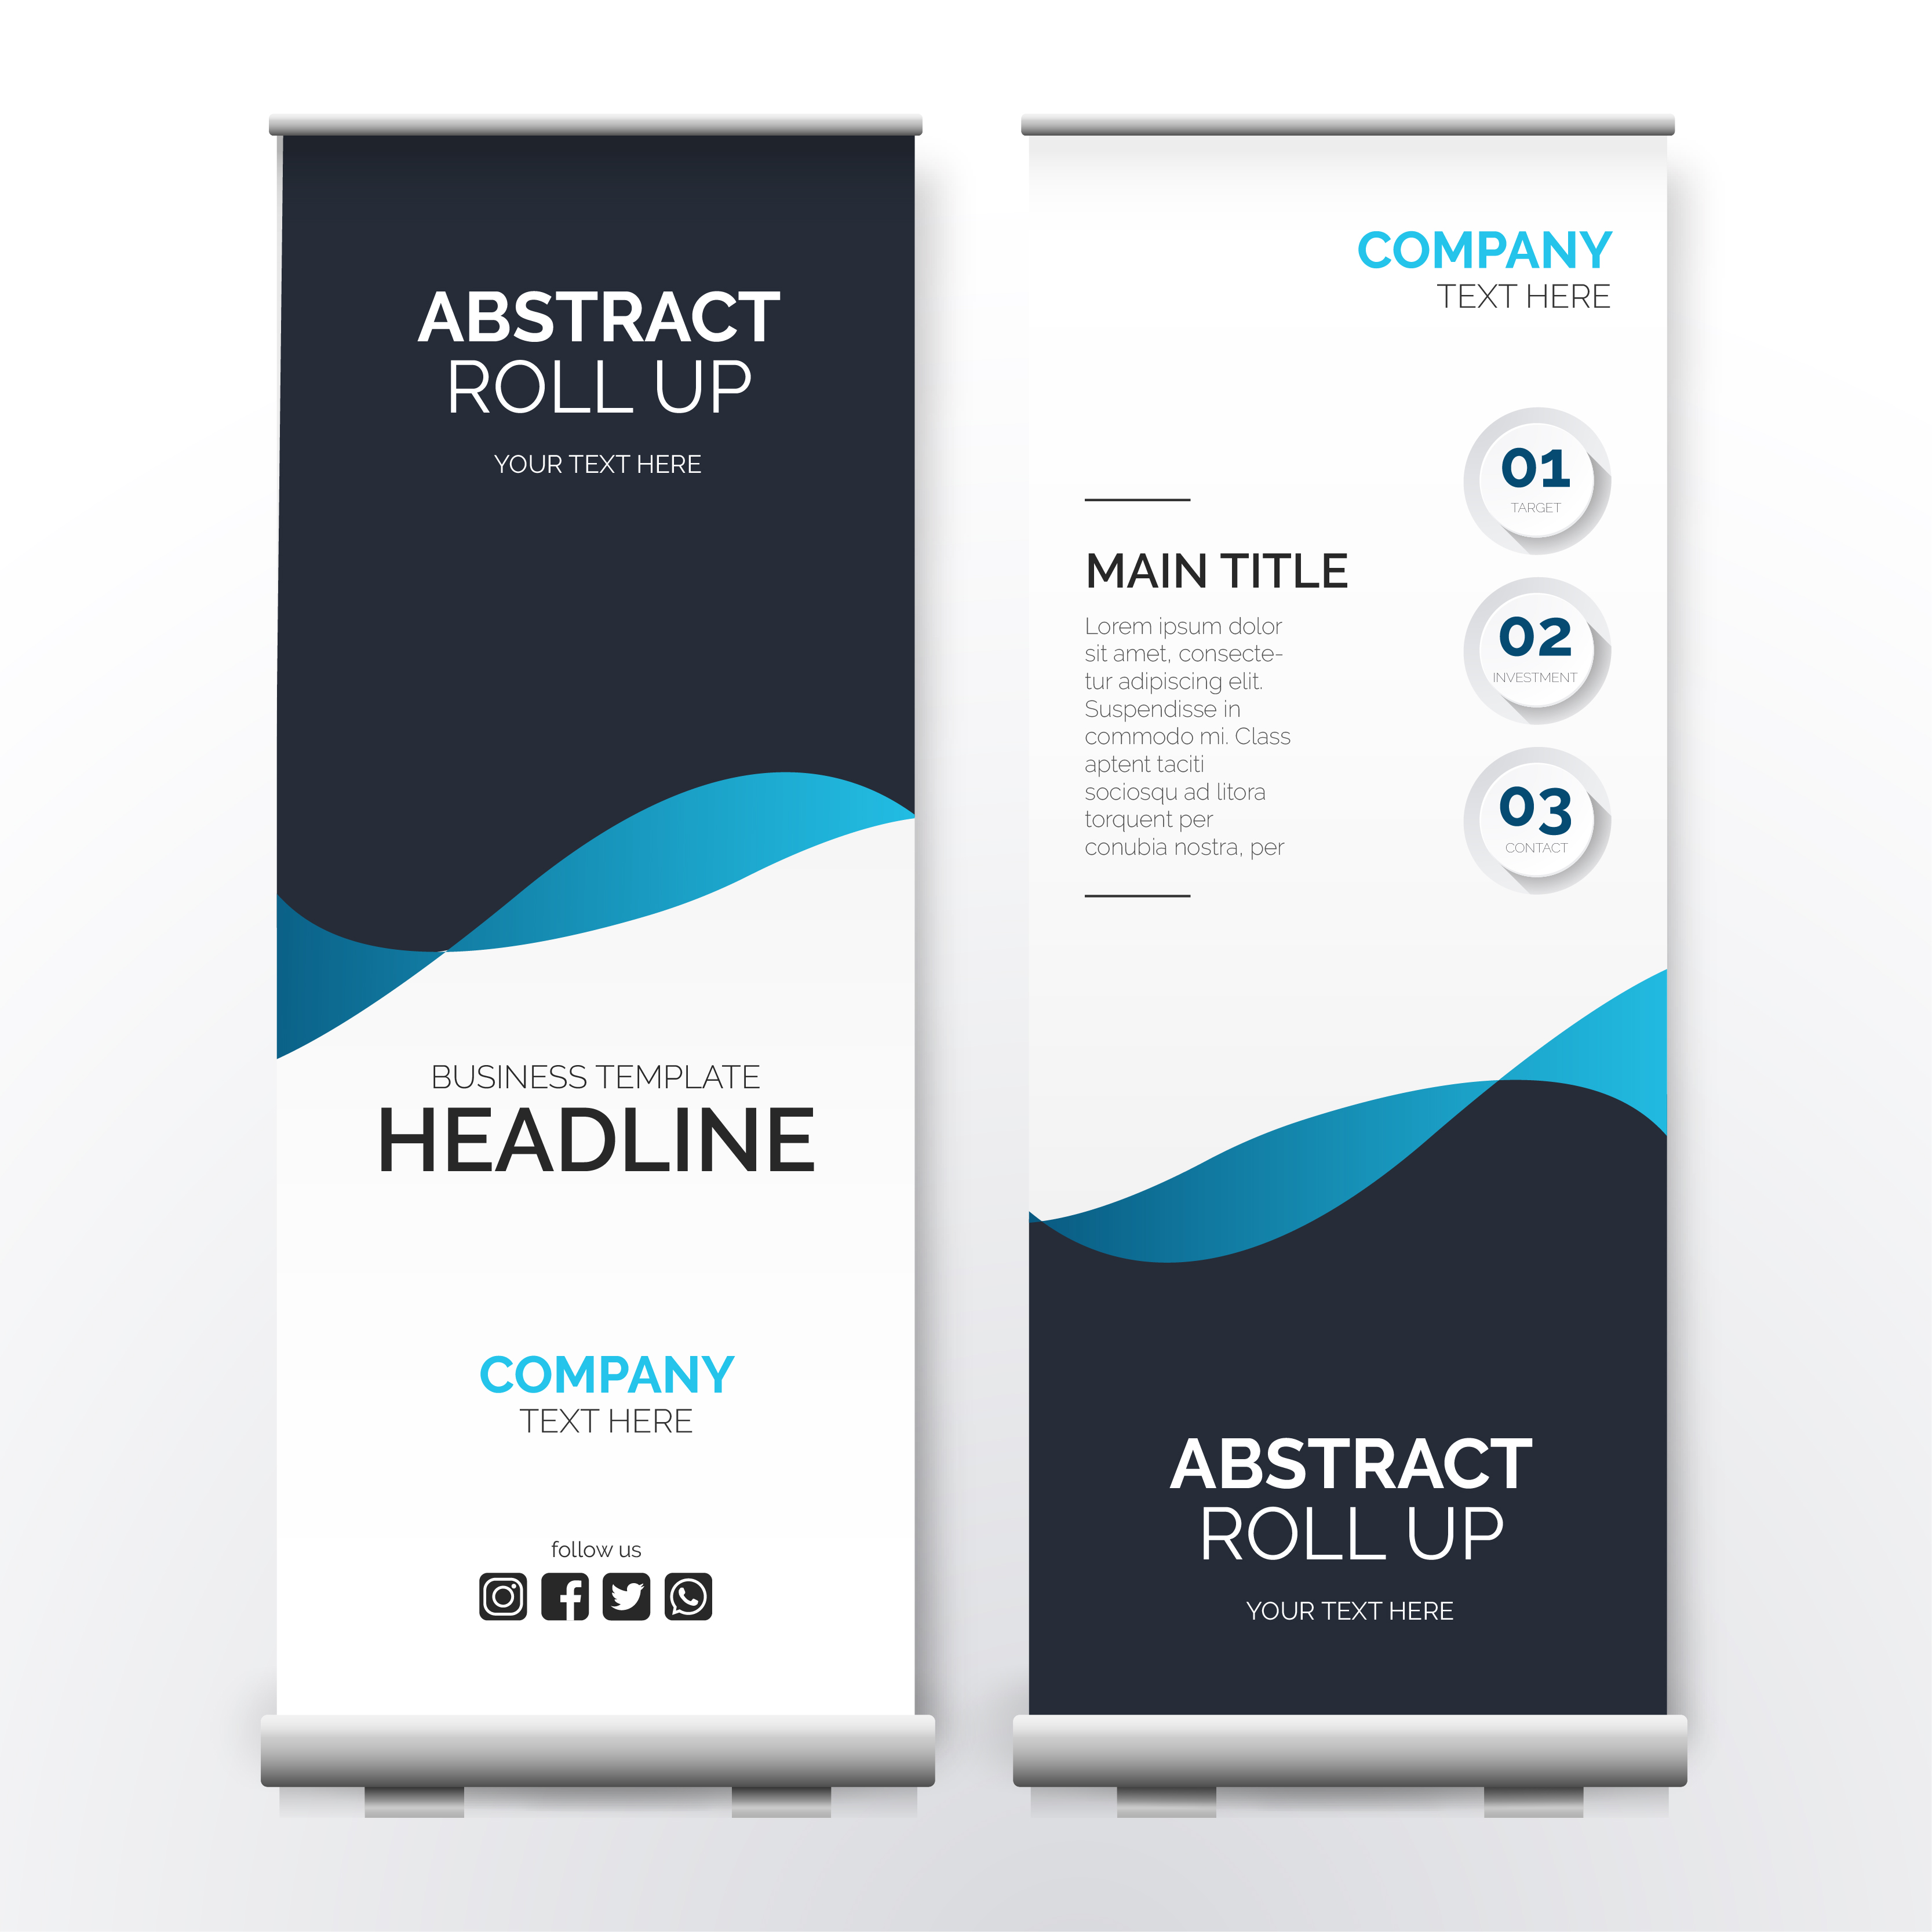 ABSTRACT
ROLL UP
YOUR TEXT HERE
BUSINESS TEMPLATE
HEADLINE
COMPANY
TEXT HERE
follow us
COMPANY
TEXT HERE
01
TARGET
02
INVESTMENT
03
CONTACT
MAIN TITLE
Lorem ipsum dolor
sit amet, consecte-
tur adipiscing elit.
Suspendisse in
commodo mi. Class
aptent taciti
sociosqu ad litora
torquent per
conubia nostra, per
ABSTRACT
ROLL UP
YOUR TEXT HERE